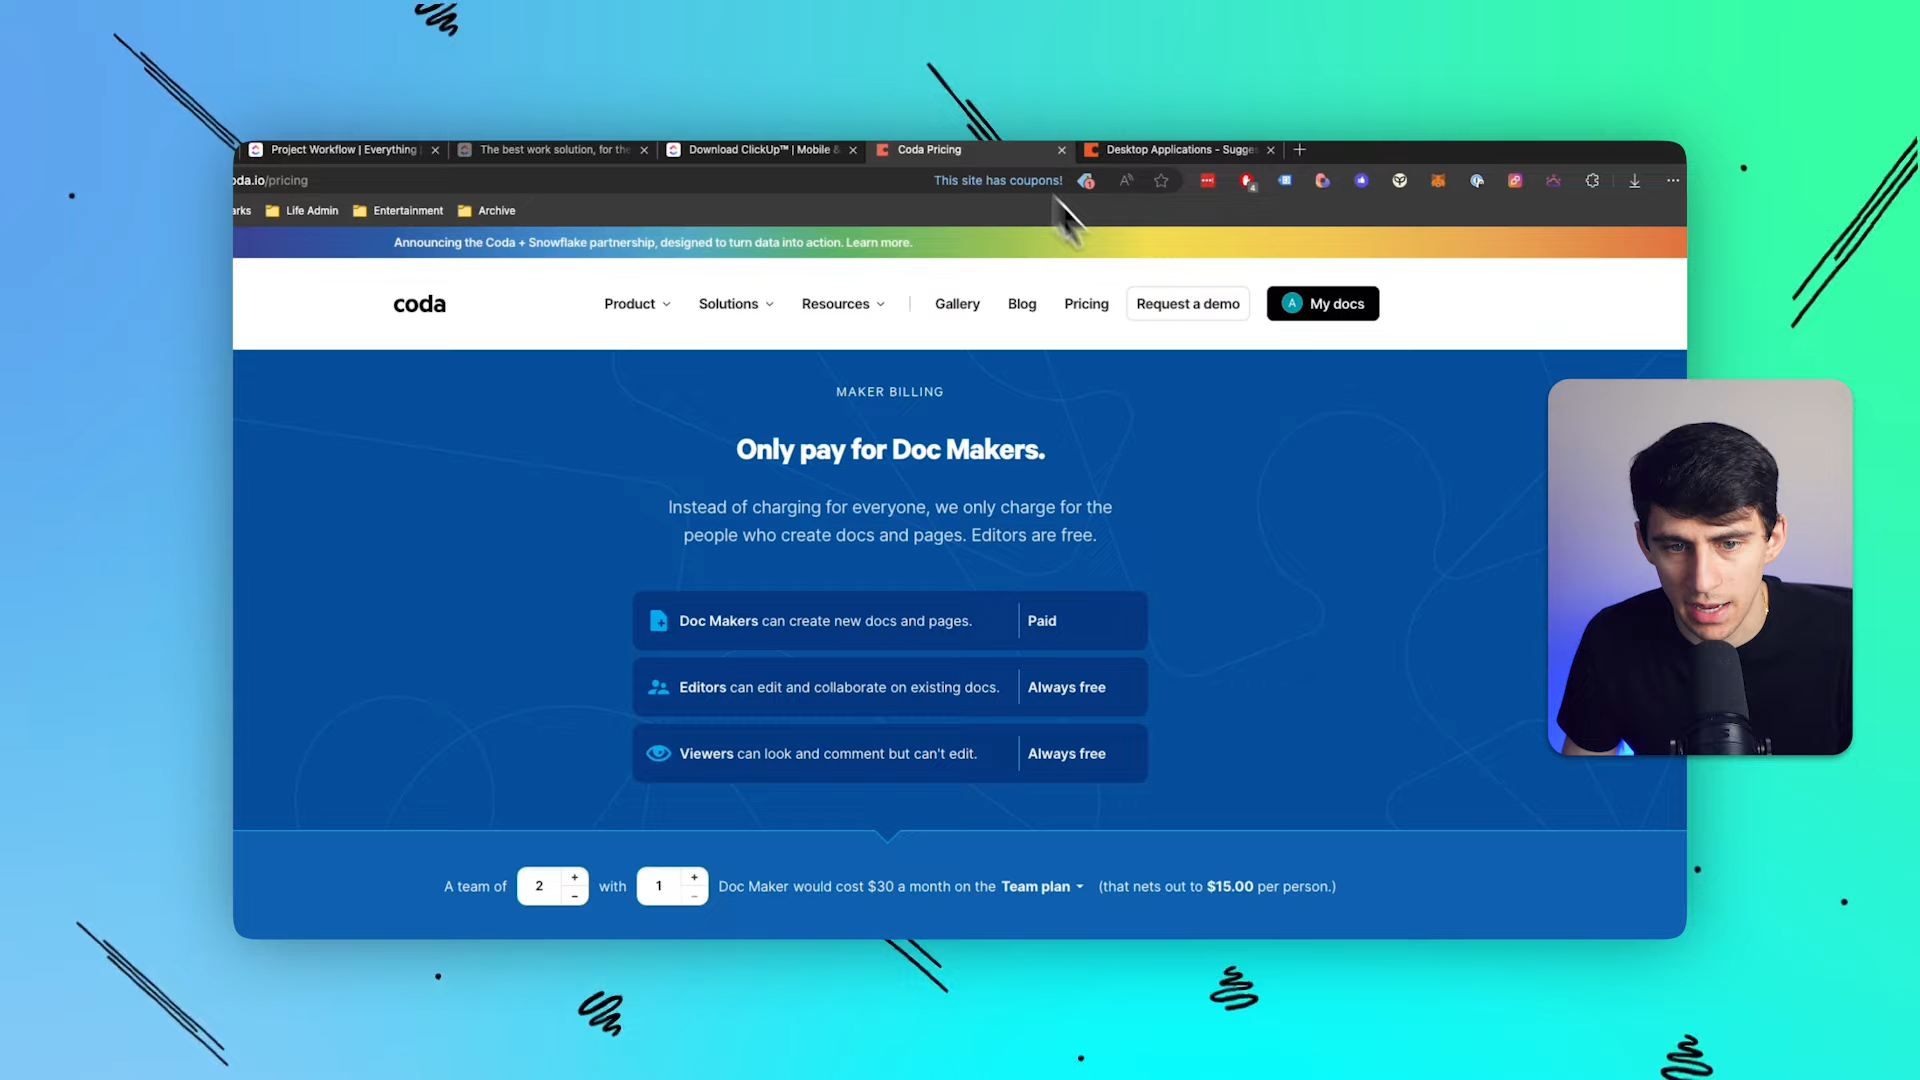 Project Workflow | Everything
The best work solution, for the
Download ClickUp™ | Mobile &
Coda Pricing
Desktop Applications - Sugges
oda.io/pricing
This site has coupons!
arks
Life Admin
Entertainment
Archive
Announcing the Coda + Snowflake partnership, designed to turn data into action. Learn more.
coda
Product
Solutions
Resources
Gallery
Blog
Pricing
Request a demo
A
My docs
MAKER BILLING
Only pay for Doc Makers.
Instead of charging for everyone, we only charge for the
people who create docs and pages. Editors are free.
Doc Makers can create new docs and pages.
Paid
Editors can edit and collaborate on existing docs.
Always free
Viewers can look and comment but can't edit.
Always free
A team of 2 with 1 Doc Maker would cost $30 a month on the Team plan (that nets out to $15.00 per person.)